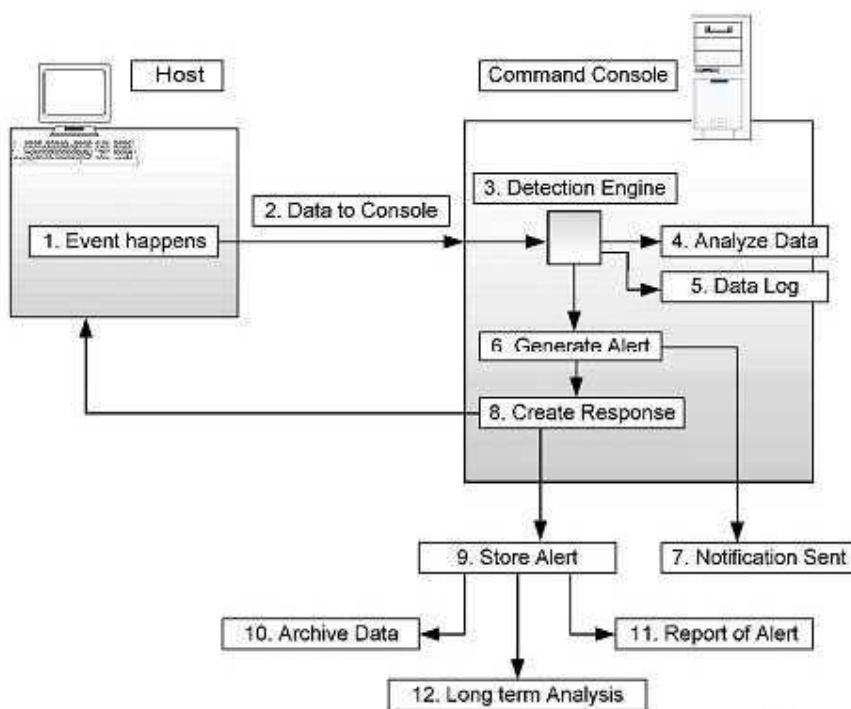 Host
Command Console
1. Event happens
2. Data to Console
3. Detection Engine
4. Analyze Data
5. Data Log
6. Generate Alert
8. Create Response
9. Store Alert
7. Notification Sent
10. Archive Data
11. Report of Alert
12. Long term Analysis